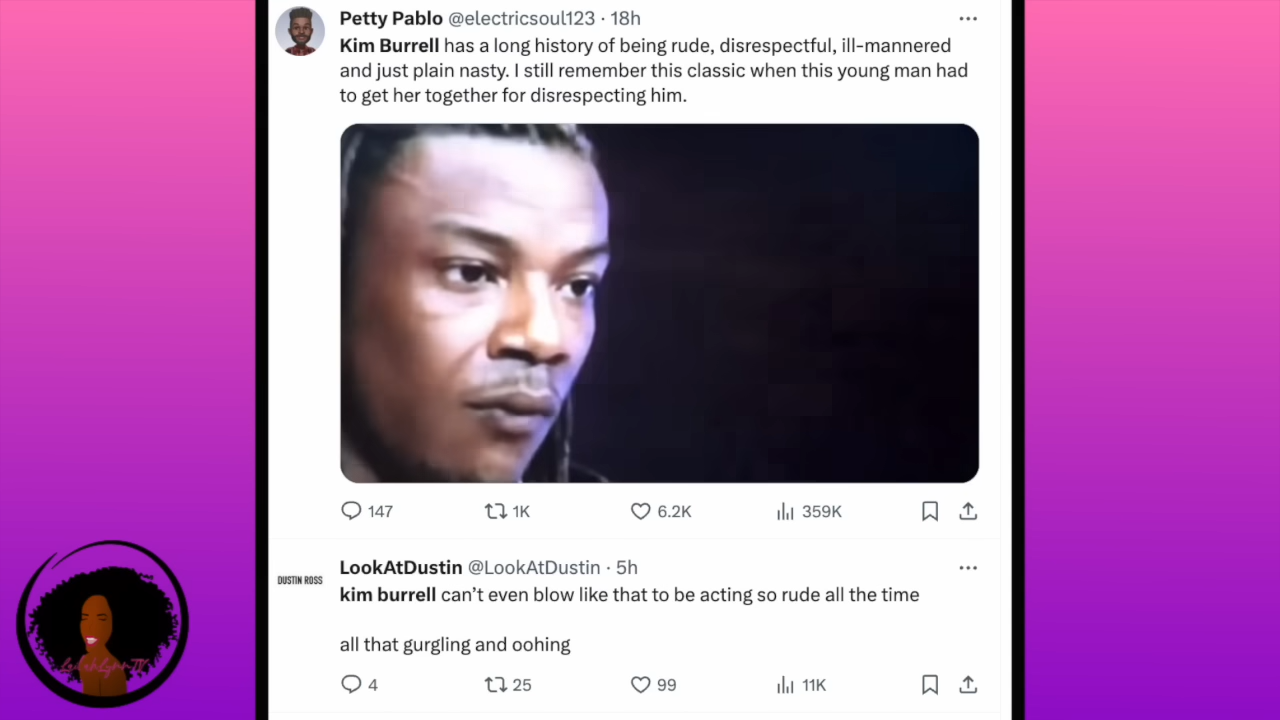 Petty Pablo @electricsoul123 · 18h
Kim Burrell has a long history of being rude, disrespectful, ill-mannered
and just plain nasty. I still remember this classic when this young man had
to get her together for disrespecting him.
147 1K 6.2K 359K
DUSTIN ROSS
LookAtDustin @LookAtDustin · 5h
kim burrell can’t even blow like that to be acting so rude all the time
all that gurgling and oohing
4 25 99 11K